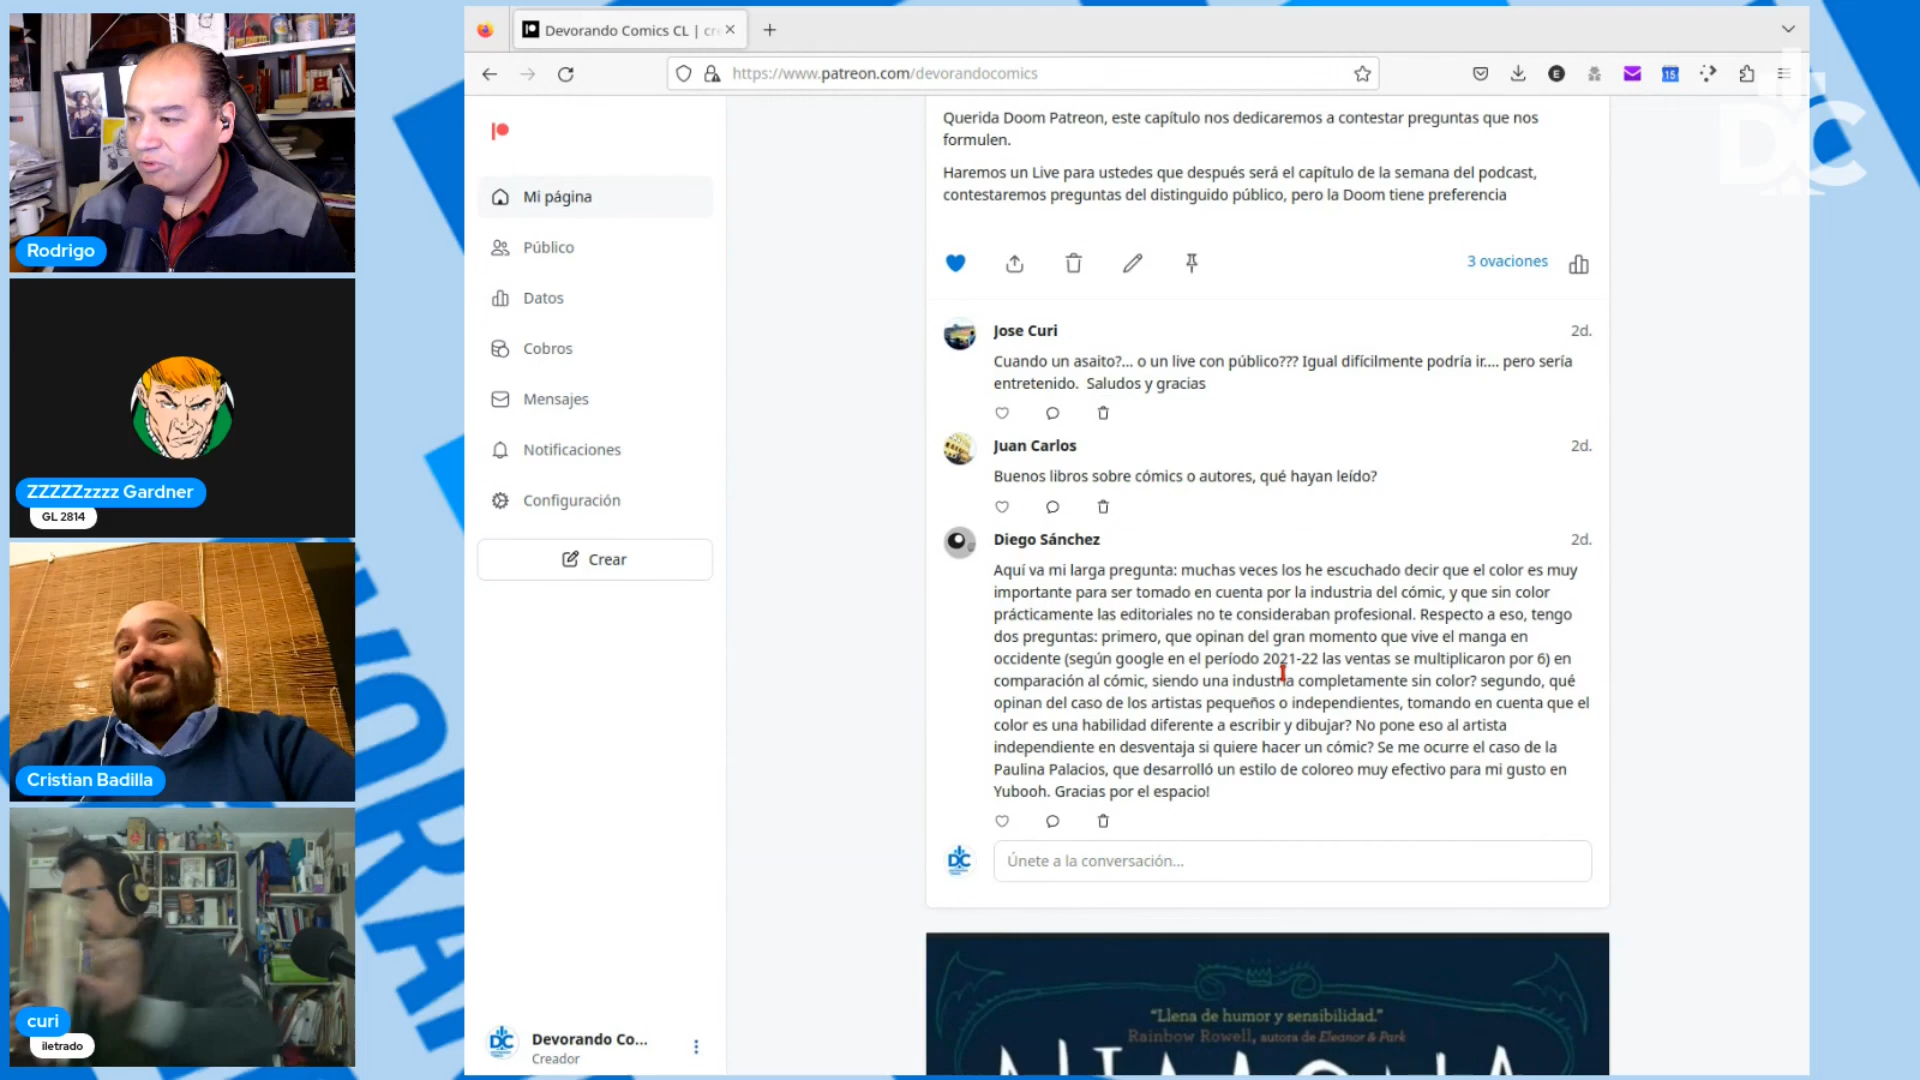 Rodrigo
ZZZZZzzzz Gardner
GL 2814
Cristian Badilla
curi
iletrado
Devorando Comics CL | cr
https://www.patreon.com/devorandocomics
15
DC
Mi página
Público
Datos
Cobros
Mensajes
Notificaciones
Configuración
Crear
Devorando Co...
Creador
Querida Doom Patreon, este capítulo nos dedicaremos a contestar preguntas que nos
formulen.
Haremos un Live para ustedes que después será el capítulo de la semana del podcast,
contestaremos preguntas del distinguido público, pero la Doom tiene preferencia
3 ovaciones
Jose Curi
2d.
Cuando un asaito?... o un live con público??? Igual difícilmente podría ir.... pero sería
entretenido. Saludos y gracias
Juan Carlos
2d.
Buenos libros sobre cómics o autores, qué hayan leído?
Diego Sánchez
2d.
Aquí va mi larga pregunta: muchas veces los he escuchado decir que el color es muy
importante para ser tomado en cuenta por la industria del cómic, y que sin color
prácticamente las editoriales no te consideraban profesional. Respecto a eso, tengo
dos preguntas: primero, que opinan del gran momento que vive el manga en
occidente (según google en el período 2021-22 las ventas se multiplicaron por 6) en
comparación al cómic, siendo una industria completamente sin color? segundo, qué
opinan del caso de los artistas pequeños o independientes, tomando en cuenta que el
color es una habilidad diferente a escribir y dibujar? No pone eso al artista
independiente en desventaja si quiere hacer un cómic? Se me ocurre el caso de la
Paulina Palacios, que desarrolló un estilo de coloreo muy efectivo para mi gusto en
Yubooh. Gracias por el espacio!
Únete a la conversación...
“Llena de humor y sensibilidad.”
Rainbow Rowell, autora de Eleanor & Park
NIMONA